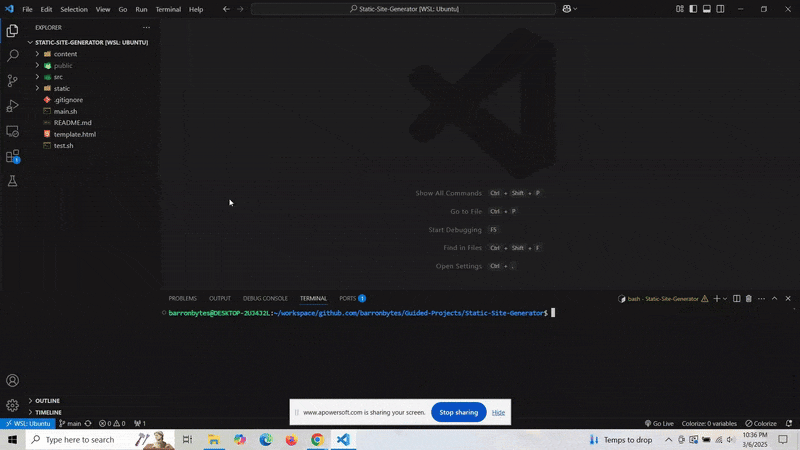 File Edit Selection View Go Run Terminal Help
Static-Site-Generator [WSL: Ubuntu]
EXPLORER
STATIC-SITE-GENERATOR [WSL: UBUNTU]
content
public
src
static
.gitignore
main.sh
README.md
template.html
test.sh
Show All Commands Ctrl + Shift + P
Go to File Ctrl + P
Start Debugging F5
Find in Files Ctrl + Shift + F
Open Settings Ctrl + ,
1
PROBLEMS OUTPUT DEBUG CONSOLE TERMINAL PORTS 1
bash - Static-Site-Generator
barronbytes@DESKTOP-2U3432L:~/workspace/github.com/barronbytes/Guided-Projects/Static-Site-Generator$
OUTLINE
TIMELINE
www.apowersoft.com is sharing your screen. Stop sharing Hide
WSL: Ubuntu main 0 0 1 Go Live Colorize: 0 variables Colorize
Type here to search
Temps to drop
10:36 PM
3/6/2025